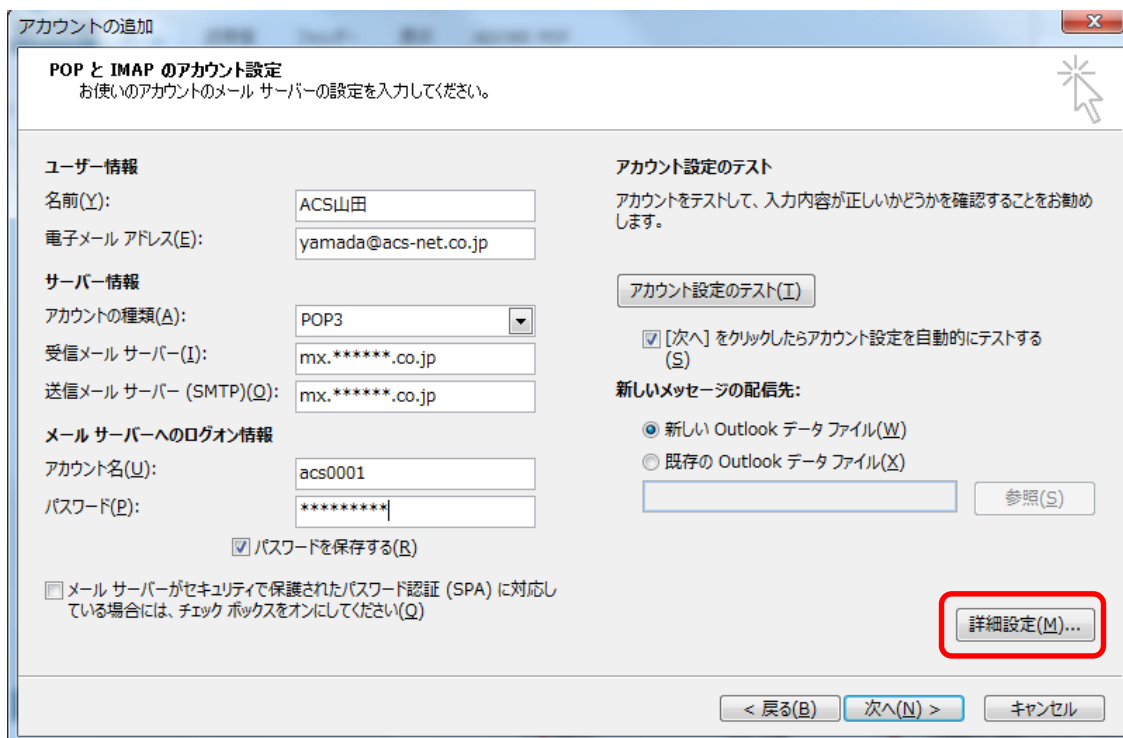 アカウントの追加
POP と IMAP のアカウント設定
お使いのアカウントのメール サーバーの設定を入力してください。
ユーザー情報
名前(Y):
ACS山田
電子メール アドレス(E):
yamada@acs-net.co.jp
サーバー情報
アカウントの種類(A):
POP3
受信メール サーバー(I):
mx.******.co.jp
送信メール サーバー (SMTP)(O):
mx.******.co.jp
メール サーバーへのログオン情報
アカウント名(U):
acs0001
パスワード(P):
*********
パスワードを保存する(R)
メール サーバーがセキュリティで保護されたパスワード認証 (SPA) に対応し
ている場合には、チェック ボックスをオンにしてください(Q)
アカウント設定のテスト
アカウントをテストして、入力内容が正しいかどうかを確認することをお勧め
します。
アカウント設定のテスト(T)
[次へ] をクリックしたらアカウント設定を自動的にテストする
(S)
新しいメッセージの配信先:
新しい Outlook データ ファイル(W)
既存の Outlook データ ファイル(X)
参照(S)
詳細設定(M)...
< 戻る(B)
次へ(N) >
キャンセル